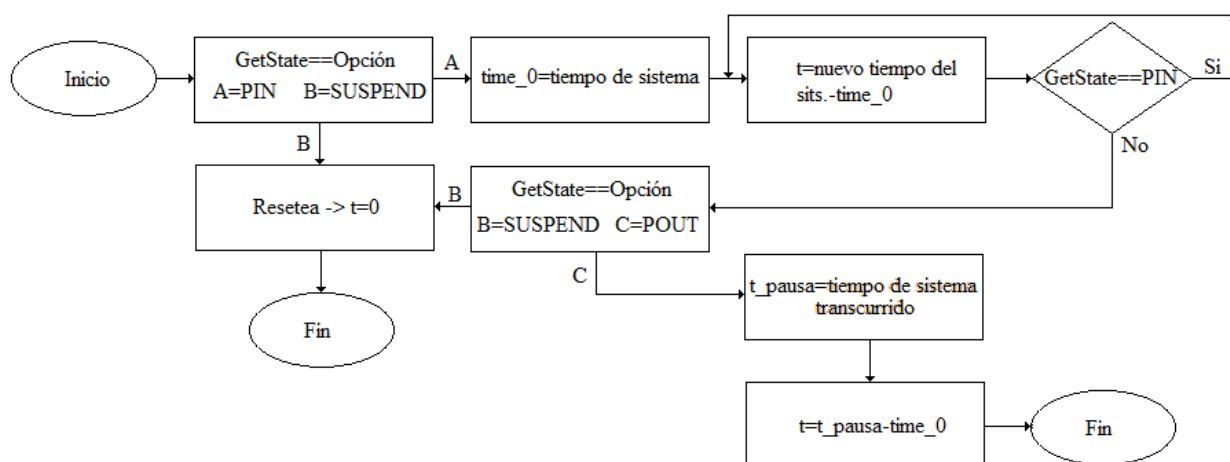 Inicio
GetState==Opción
A=PIN B=SUSPEND
A
time_0=tiempo de sistema
t=nuevo tiempo del
sits.-time_0
GetState==PIN
Si
No
B
Resetea -> t=0
B
GetState==Opción
B=SUSPEND C=POUT
C
t_pausa=tiempo de sistema
transcurrido
Fin
t=t_pausa-time_0
Fin